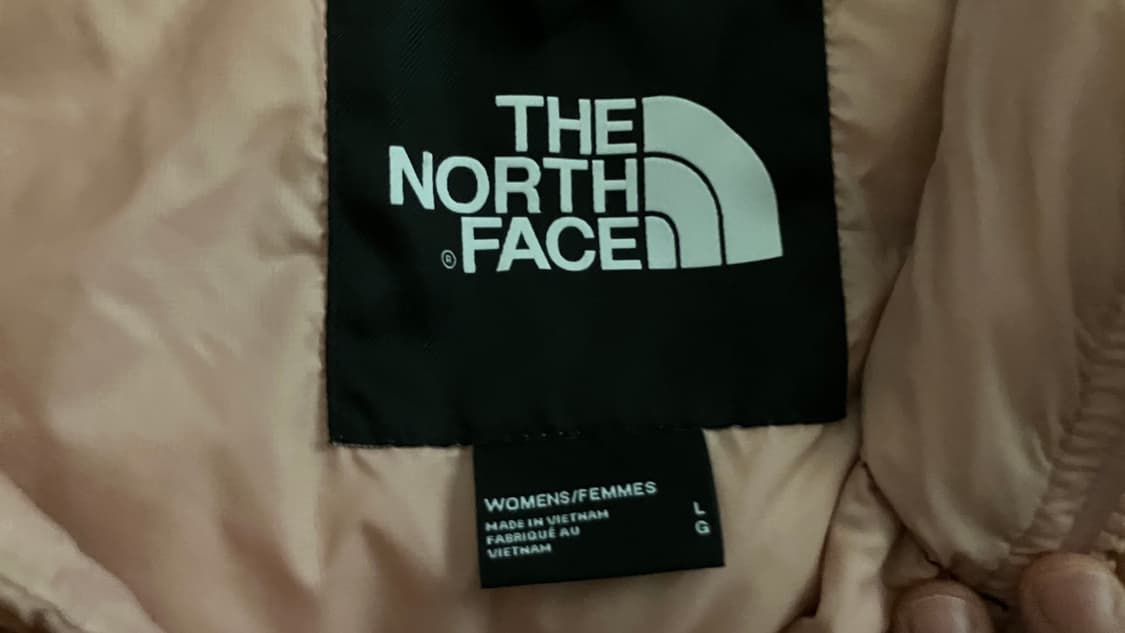 THE
NORTH
FACE
®
WOMENS/FEMMES
MADE IN VIETNAM
FABRIQUÉ AU
VIETNAM
L
G